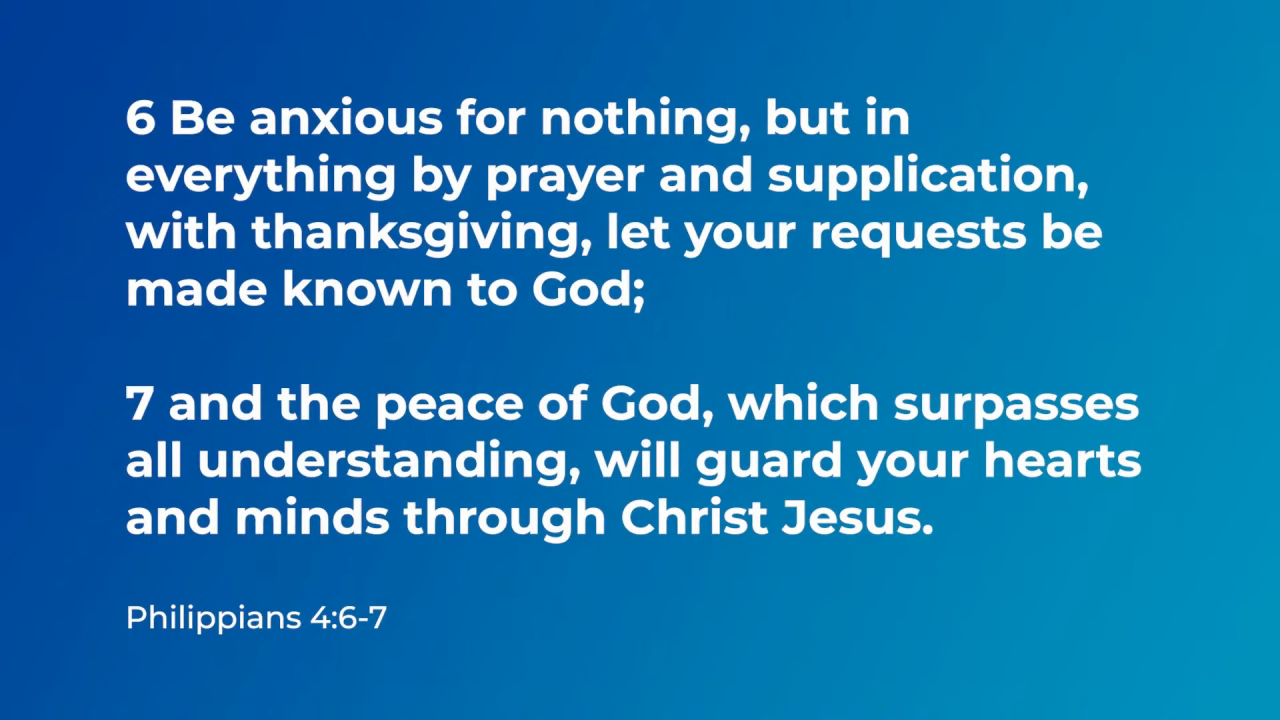 6 Be anxious for nothing, but in
everything by prayer and supplication,
with thanksgiving, let your requests be
made known to God;
7 and the peace of God, which surpasses
all understanding, will guard your hearts
and minds through Christ Jesus.
Philippians 4:6-7